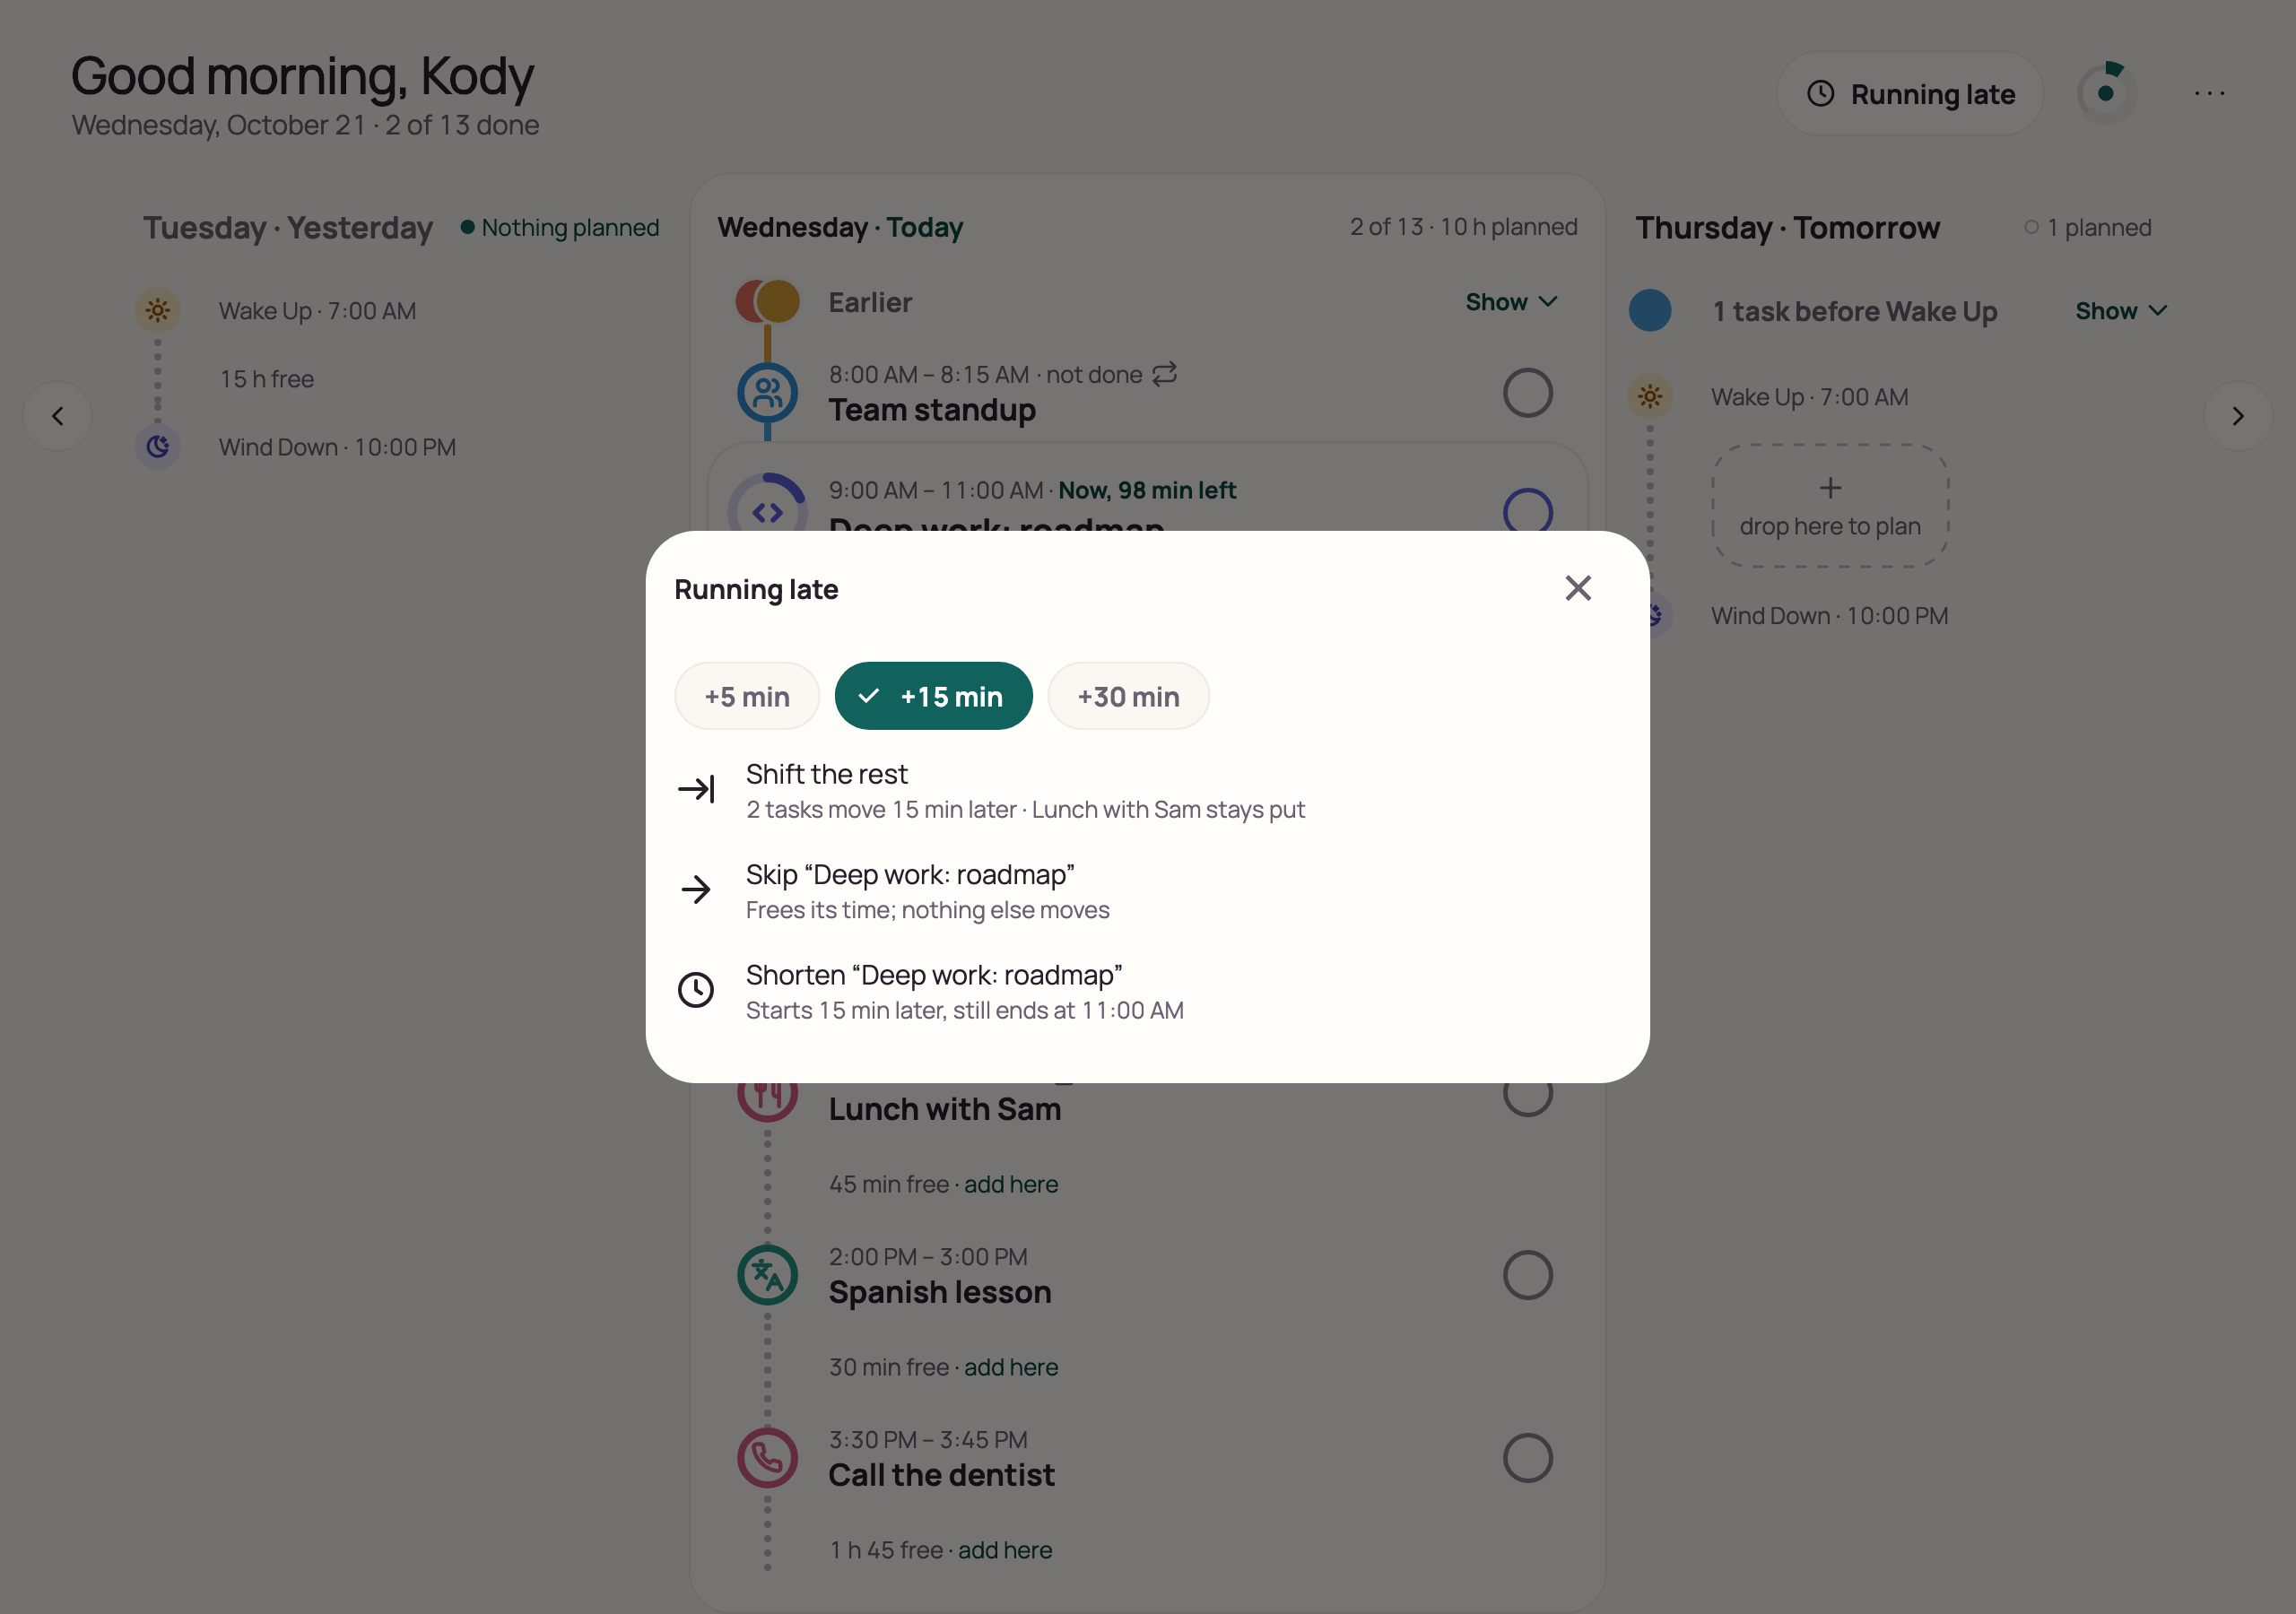 Good morning, Kody
Wednesday, October 21 · 2 of 13 done
Running late
Tuesday · Yesterday
Nothing planned
Wake Up · 7:00 AM
15 h free
Wind Down · 10:00 PM
Wednesday · Today
2 of 13 · 10 h planned
Earlier
Show
8:00 AM – 8:15 AM · not done
Team standup
9:00 AM – 11:00 AM · Now, 98 min left
Deep work: roadmap
Thursday · Tomorrow
1 planned
1 task before Wake Up
Show
Wake Up · 7:00 AM
drop here to plan
Wind Down · 10:00 PM
Running late
+5 min
+15 min
+30 min
Shift the rest
2 tasks move 15 min later · Lunch with Sam stays put
Skip “Deep work: roadmap”
Frees its time; nothing else moves
Shorten “Deep work: roadmap”
Starts 15 min later, still ends at 11:00 AM
Lunch with Sam
45 min free · add here
2:00 PM – 3:00 PM
Spanish lesson
30 min free · add here
3:30 PM – 3:45 PM
Call the dentist
1 h 45 free · add here